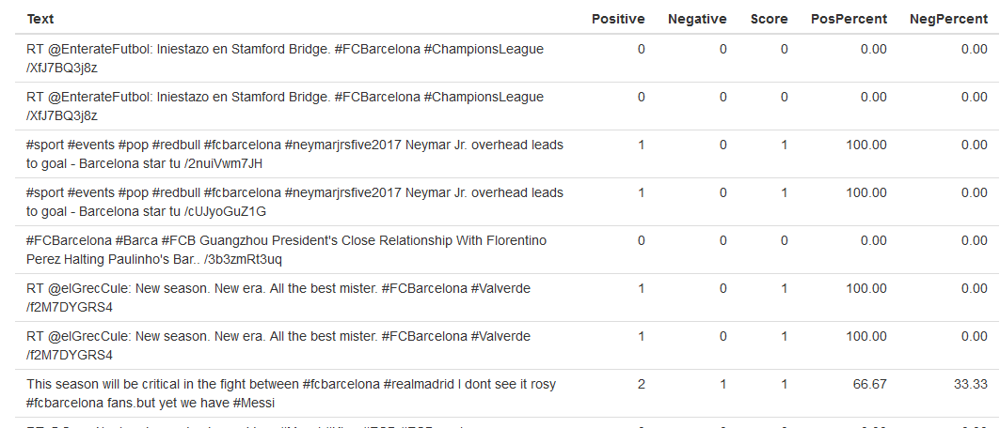 Text Positive Negative Score PosPercent NegPercent
RT @EnterateFutbol: Iniestazo en Stamford Bridge. #FCBarcelona #ChampionsLeague 0 0 0 0.00 0.00
/XfJ7BQ3j8z
RT @EnterateFutbol: Iniestazo en Stamford Bridge. #FCBarcelona #ChampionsLeague 0 0 0 0.00 0.00
/XfJ7BQ3j8z
#sport #events #pop #redbull #fcbarcelona #neymarjrsfive2017 Neymar Jr. overhead leads 1 0 1 100.00 0.00
to goal - Barcelona star tu /2nuiVwm7JH
#sport #events #pop #redbull #fcbarcelona #neymarjrsfive2017 Neymar Jr. overhead leads 1 0 1 100.00 0.00
to goal - Barcelona star tu /cUJyoGuZ1G
#FCBarcelona #Barca #FCB Guangzhou President's Close Relationship With Florentino 0 0 0 0.00 0.00
Perez Halting Paulinho's Bar.. /3b3zmRt3uq
RT @elGrecCule: New season. New era. All the best mister. #FCBarcelona #Valverde 1 0 1 100.00 0.00
/f2M7DYGRS4
RT @elGrecCule: New season. New era. All the best mister. #FCBarcelona #Valverde 1 0 1 100.00 0.00
/f2M7DYGRS4
This season will be critical in the fight between #fcbarcelona #realmadrid I dont see it rosy 2 1 1 66.67 33.33
#fcbarcelona fans.but yet we have #Messi